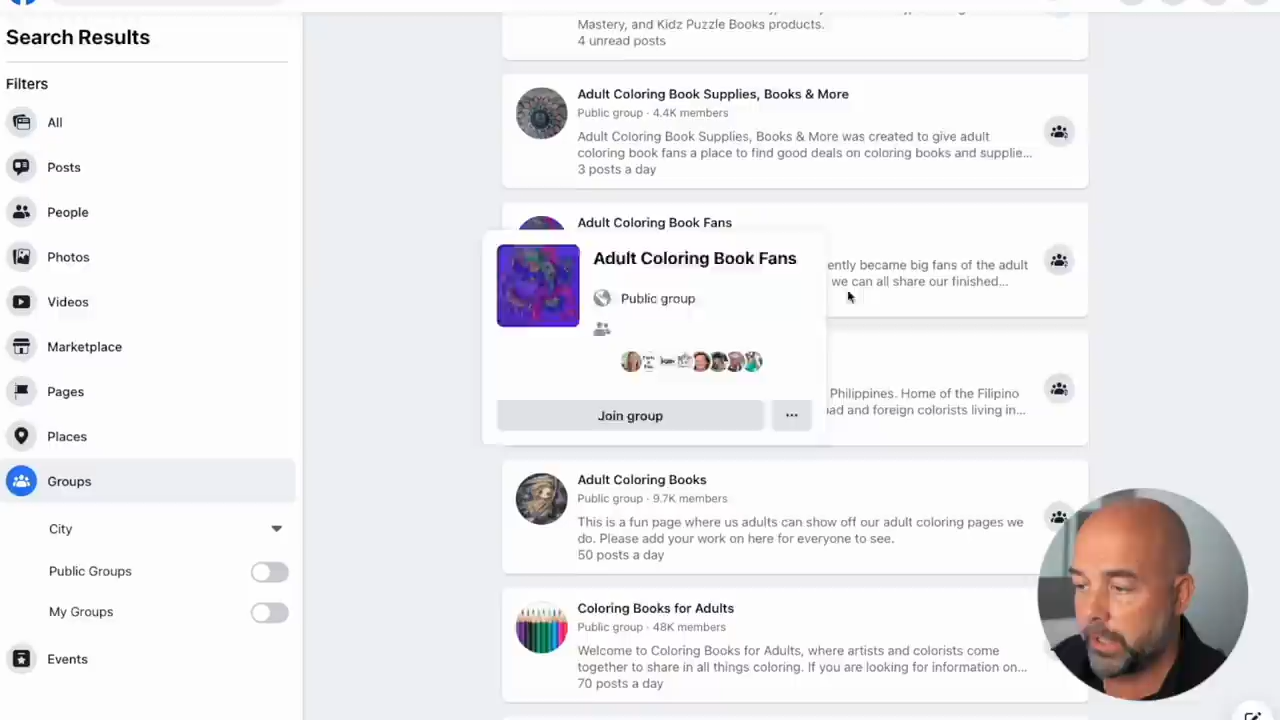 Search Results
Filters
All
Posts
People
Photos
Videos
Marketplace
Pages
Places
Groups
City
Public Groups
My Groups
Events
Mastery, and Kidz Puzzle Books products.
4 unread posts
Adult Coloring Book Supplies, Books & More
Public group · 4.4K members
Adult Coloring Book Supplies, Books & More was created to give adult
coloring book fans a place to find good deals on coloring books and supplie...
3 posts a day
Adult Coloring Book Fans
ently became big fans of the adult
we can all share our finished...
Adult Coloring Book Fans
Public group
Join group
Philippines. Home of the Filipino
ad and foreign colorists living in...
Adult Coloring Books
Public group · 9.7K members
This is a fun page where us adults can show off our adult coloring pages we
do. Please add your work on here for everyone to see.
50 posts a day
Coloring Books for Adults
Public group · 48K members
Welcome to Coloring Books for Adults, where artists and colorists come
together to share in all things coloring. If you are looking for information on...
70 posts a day